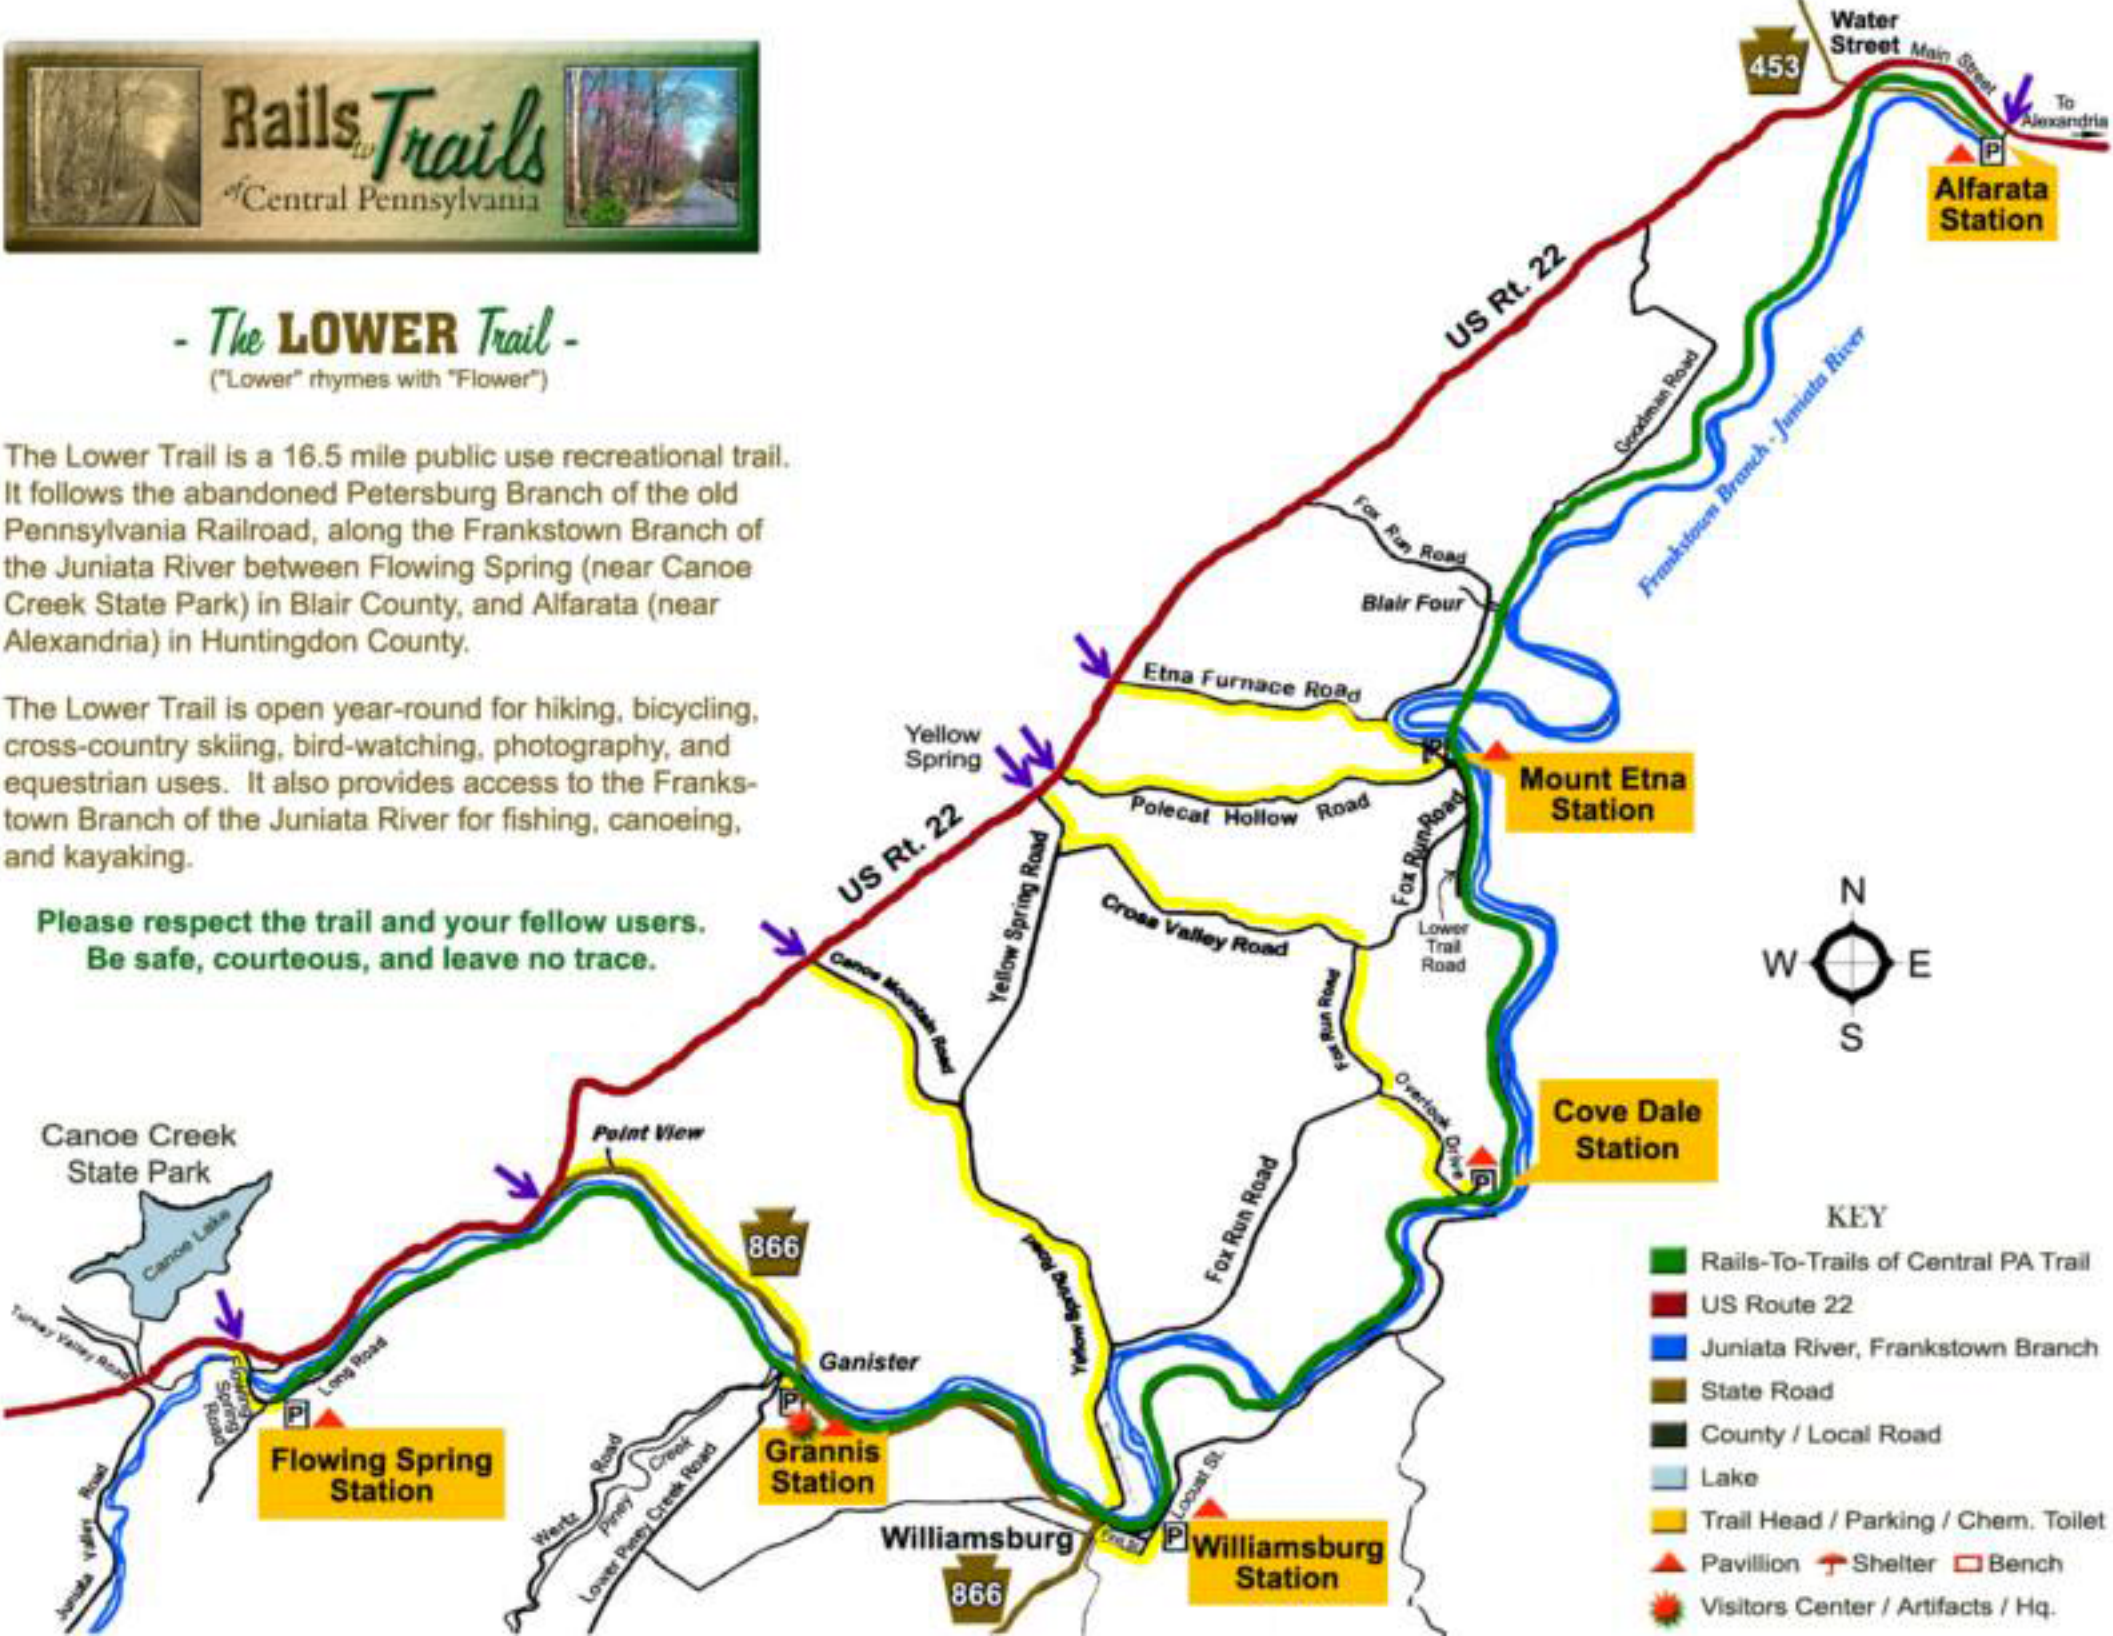 Rails to Trails
of Central Pennsylvania
- The LOWER Trail -
("Lower" rhymes with "Flower")
The Lower Trail is a 16.5 mile public use recreational trail.
It follows the abandoned Petersburg Branch of the old
Pennsylvania Railroad, along the Frankstown Branch of
the Juniata River between Flowing Spring (near Canoe
Creek State Park) in Blair County, and Alfarata (near
Alexandria) in Huntingdon County.
The Lower Trail is open year-round for hiking, bicycling,
cross-country skiing, bird-watching, photography, and
equestrian uses. It also provides access to the Franks-
town Branch of the Juniata River for fishing, canoeing,
and kayaking.
Please respect the trail and your fellow users.
Be safe, courteous, and leave no trace.
Water
Street
Main Street
453
To
Alexandria
P
Alfarata
Station
US Rt. 22
Goodman Road
Frankstown Branch - Juniata River
Fox Run Road
Blair Four
Etna Furnace Road
Yellow
Spring
P
Mount Etna
Station
Polecat Hollow Road
US Rt. 22
Fox Run Road
Yellow Spring Road
Cross Valley Road
Lower
Trail
Road
Canoe Mountain Road
Fox Run Road
Overlook Drive
N
W
E
S
Cove Dale
Station
P
Point View
Canoe Creek
State Park
Canoe Lake
866
Fox Run Road
Yellow Spring Road
Turkey Valley Road
Flowing
Spring
Road
Long Road
P
Flowing Spring
Station
Ganister
P
Grannis
Station
Juniata Valley Road
Wertz Road
Piney Creek
Lower Piney Creek Road
Locust St.
Williamsburg
P
Williamsburg
Station
866
KEY
Rails-To-Trails of Central PA Trail
US Route 22
Juniata River, Frankstown Branch
State Road
County / Local Road
Lake
Trail Head / Parking / Chem. Toilet
Pavillion Shelter Bench
Visitors Center / Artifacts / Hq.